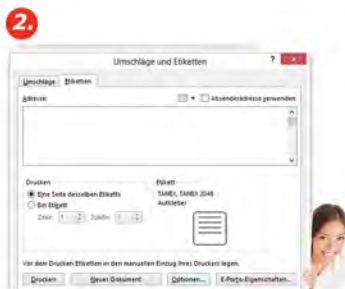 2.
Umschläge und Etiketten
Umschläge Etiketten
Adresse: Absenderadresse verwenden
Drucken Etikett
Eine Seite desselben Etiketts TANEX, TANEX 2048
Ein Etikett Aufkleber
Zeile: 1 Spalte: 1
Vor dem Drucken Etiketten in den manuellen Einzug Ihres Druckers legen.
Drucken Neues Dokument Optionen... E-Porto-Eigenschaften...